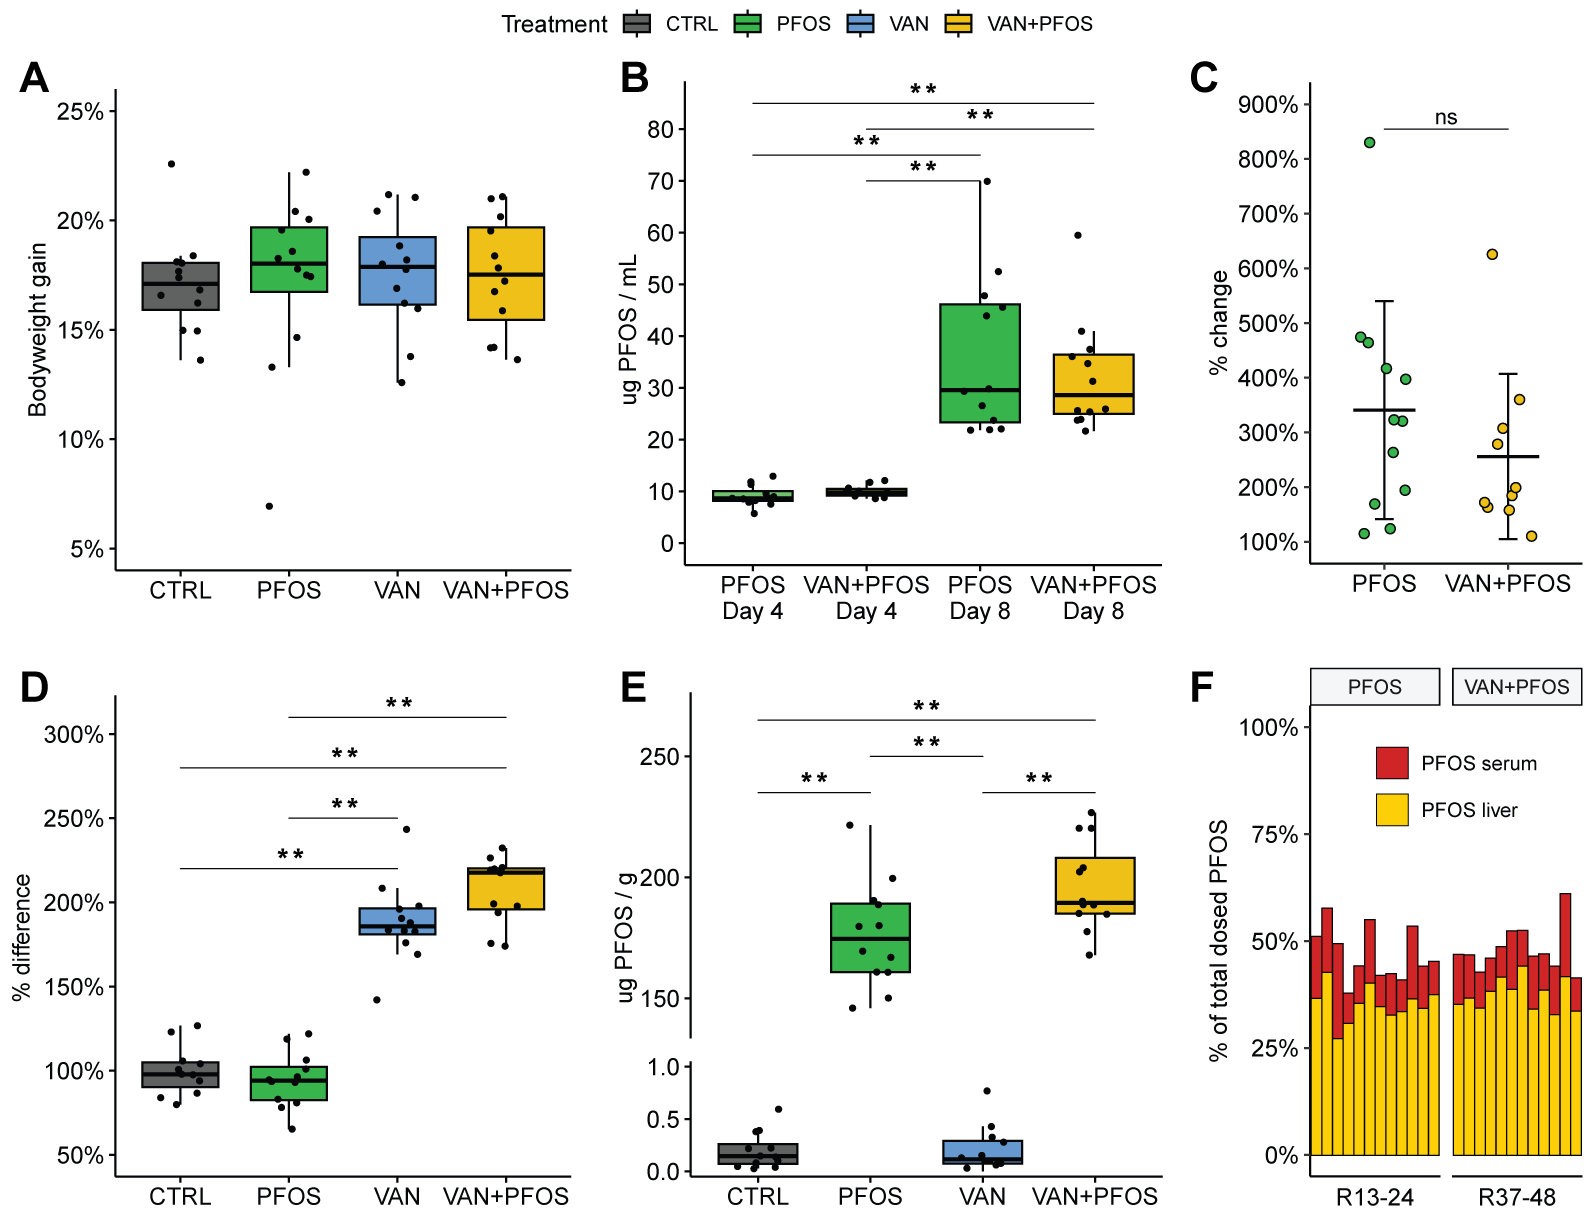 Treatment CTRL PFOS VAN VAN+PFOS
A
Bodyweight gain
25%
20%
15%
10%
5%
CTRL PFOS VAN VAN+PFOS
B
ug PFOS / mL
80
70
60
50
40
30
20
10
0
**
**
**
**
PFOS VAN+PFOS PFOS VAN+PFOS
Day 4 Day 4 Day 8 Day 8
C
% change
900%
800%
700%
600%
500%
400%
300%
200%
100%
ns
PFOS VAN+PFOS
D
% difference
300%
250%
200%
150%
100%
50%
**
**
**
**
CTRL PFOS VAN VAN+PFOS
E
ug PFOS / g
250
200
150
1.0
0.5
0.0
**
**
** **
CTRL PFOS VAN VAN+PFOS
F
PFOS VAN+PFOS
% of total dosed PFOS
100%
75%
50%
25%
0%
PFOS serum
PFOS liver
R13-24 R37-48